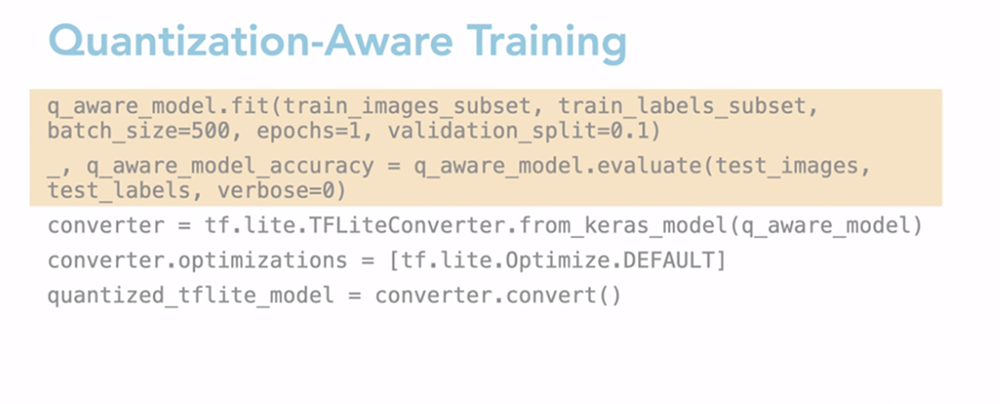 Quantization-Aware Training
q_aware_model.fit(train_images_subset, train_labels_subset,
batch_size=500, epochs=1, validation_split=0.1)
_, q_aware_model_accuracy = q_aware_model.evaluate(test_images,
test_labels, verbose=0)
converter = tf.lite.TFLiteConverter.from_keras_model(q_aware_model)
converter.optimizations = [tf.lite.Optimize.DEFAULT]
quantized_tflite_model = converter.convert()